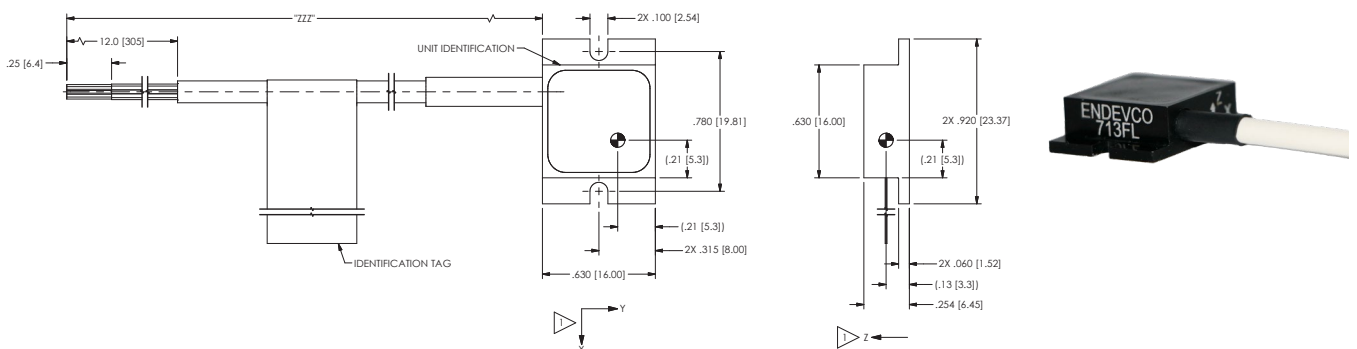 "ZZZ"
2X .100 [2.54]
12.0 [305]
UNIT IDENTIFICATION
.25 [6.4]
.780 [19.81]
(.21 [5.3])
(.21 [5.3])
2X .315 [8.00]
IDENTIFICATION TAG
.630 [16.00]
1
Y
X
.630 [16.00]
2X .920 [23.37]
(.21 [5.3])
2X .060 [1.52]
(.13 [3.3])
.254 [6.45]
1 Z
ENDEVCO
713FL
Z
X